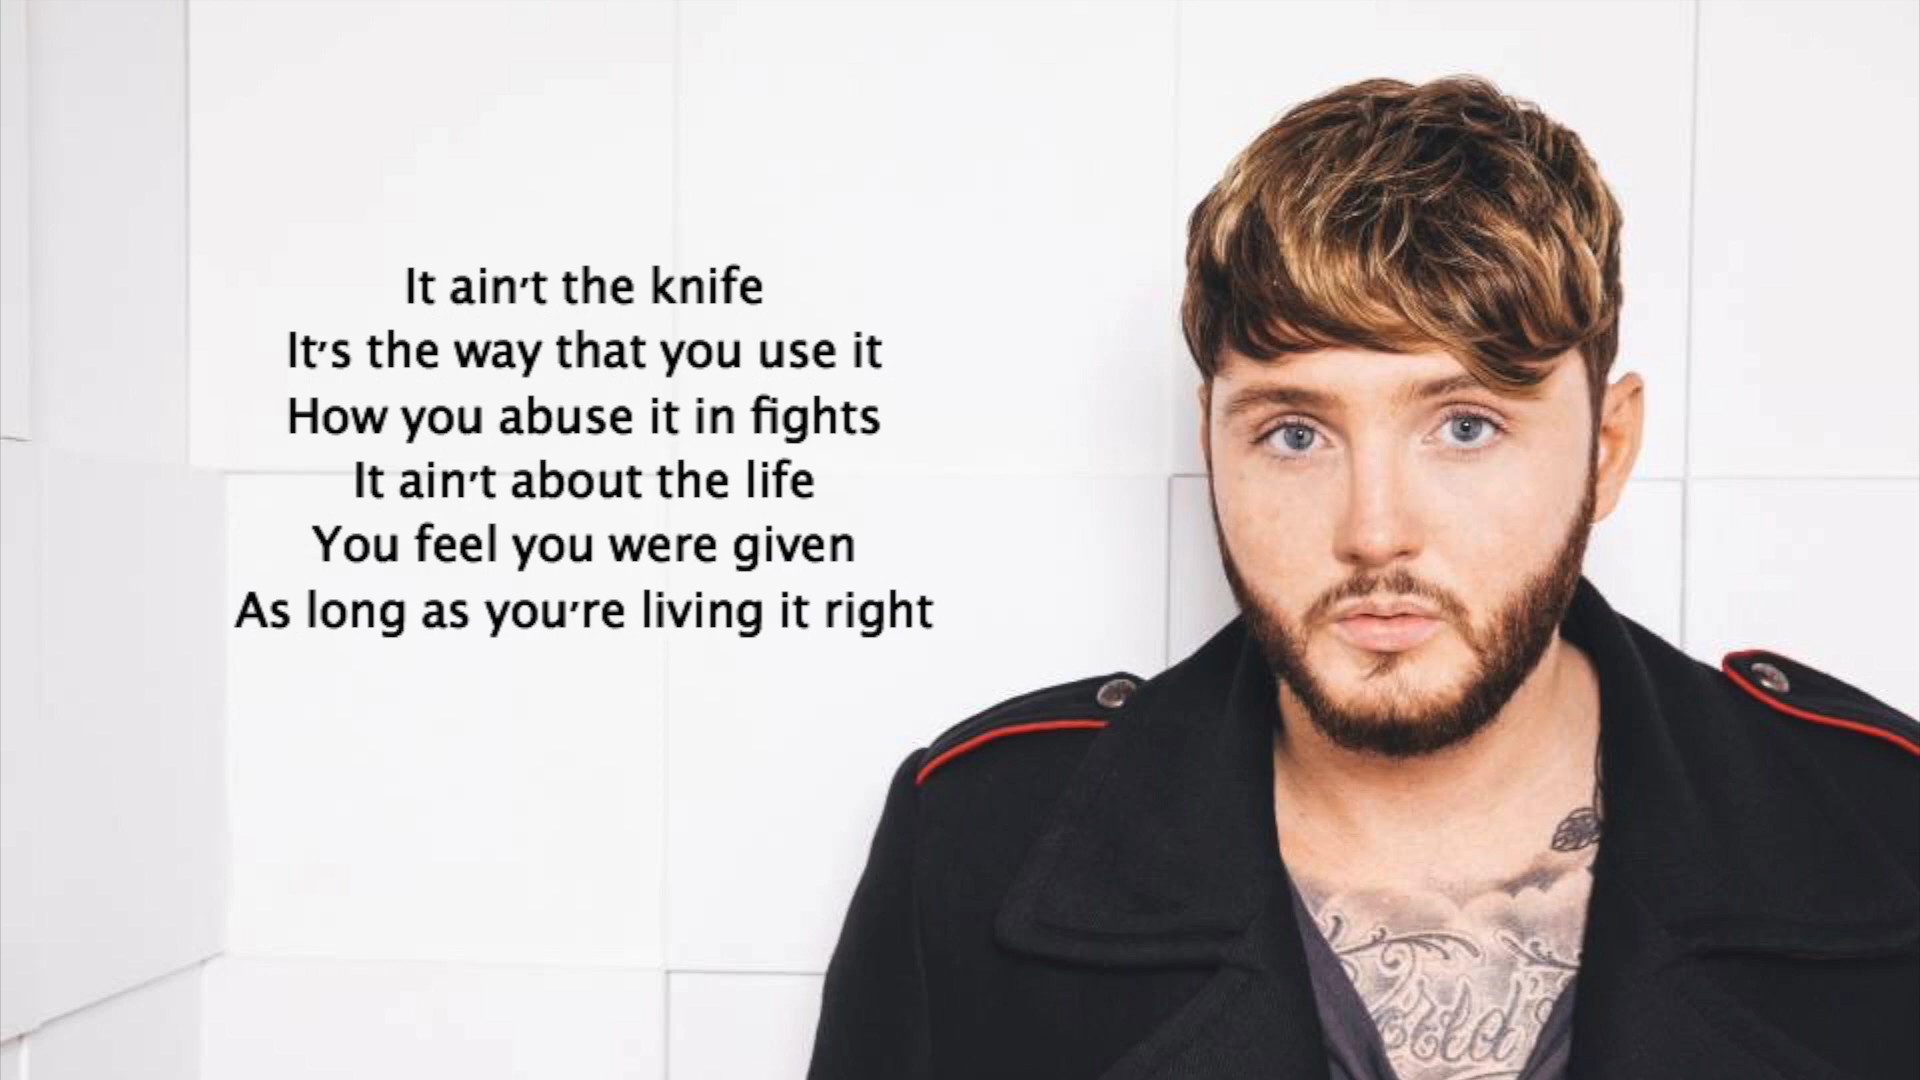 It ain't the knife
It's the way that you use it
How you abuse it in fights
It ain't about the life
You feel you were given
As long as you're living it right